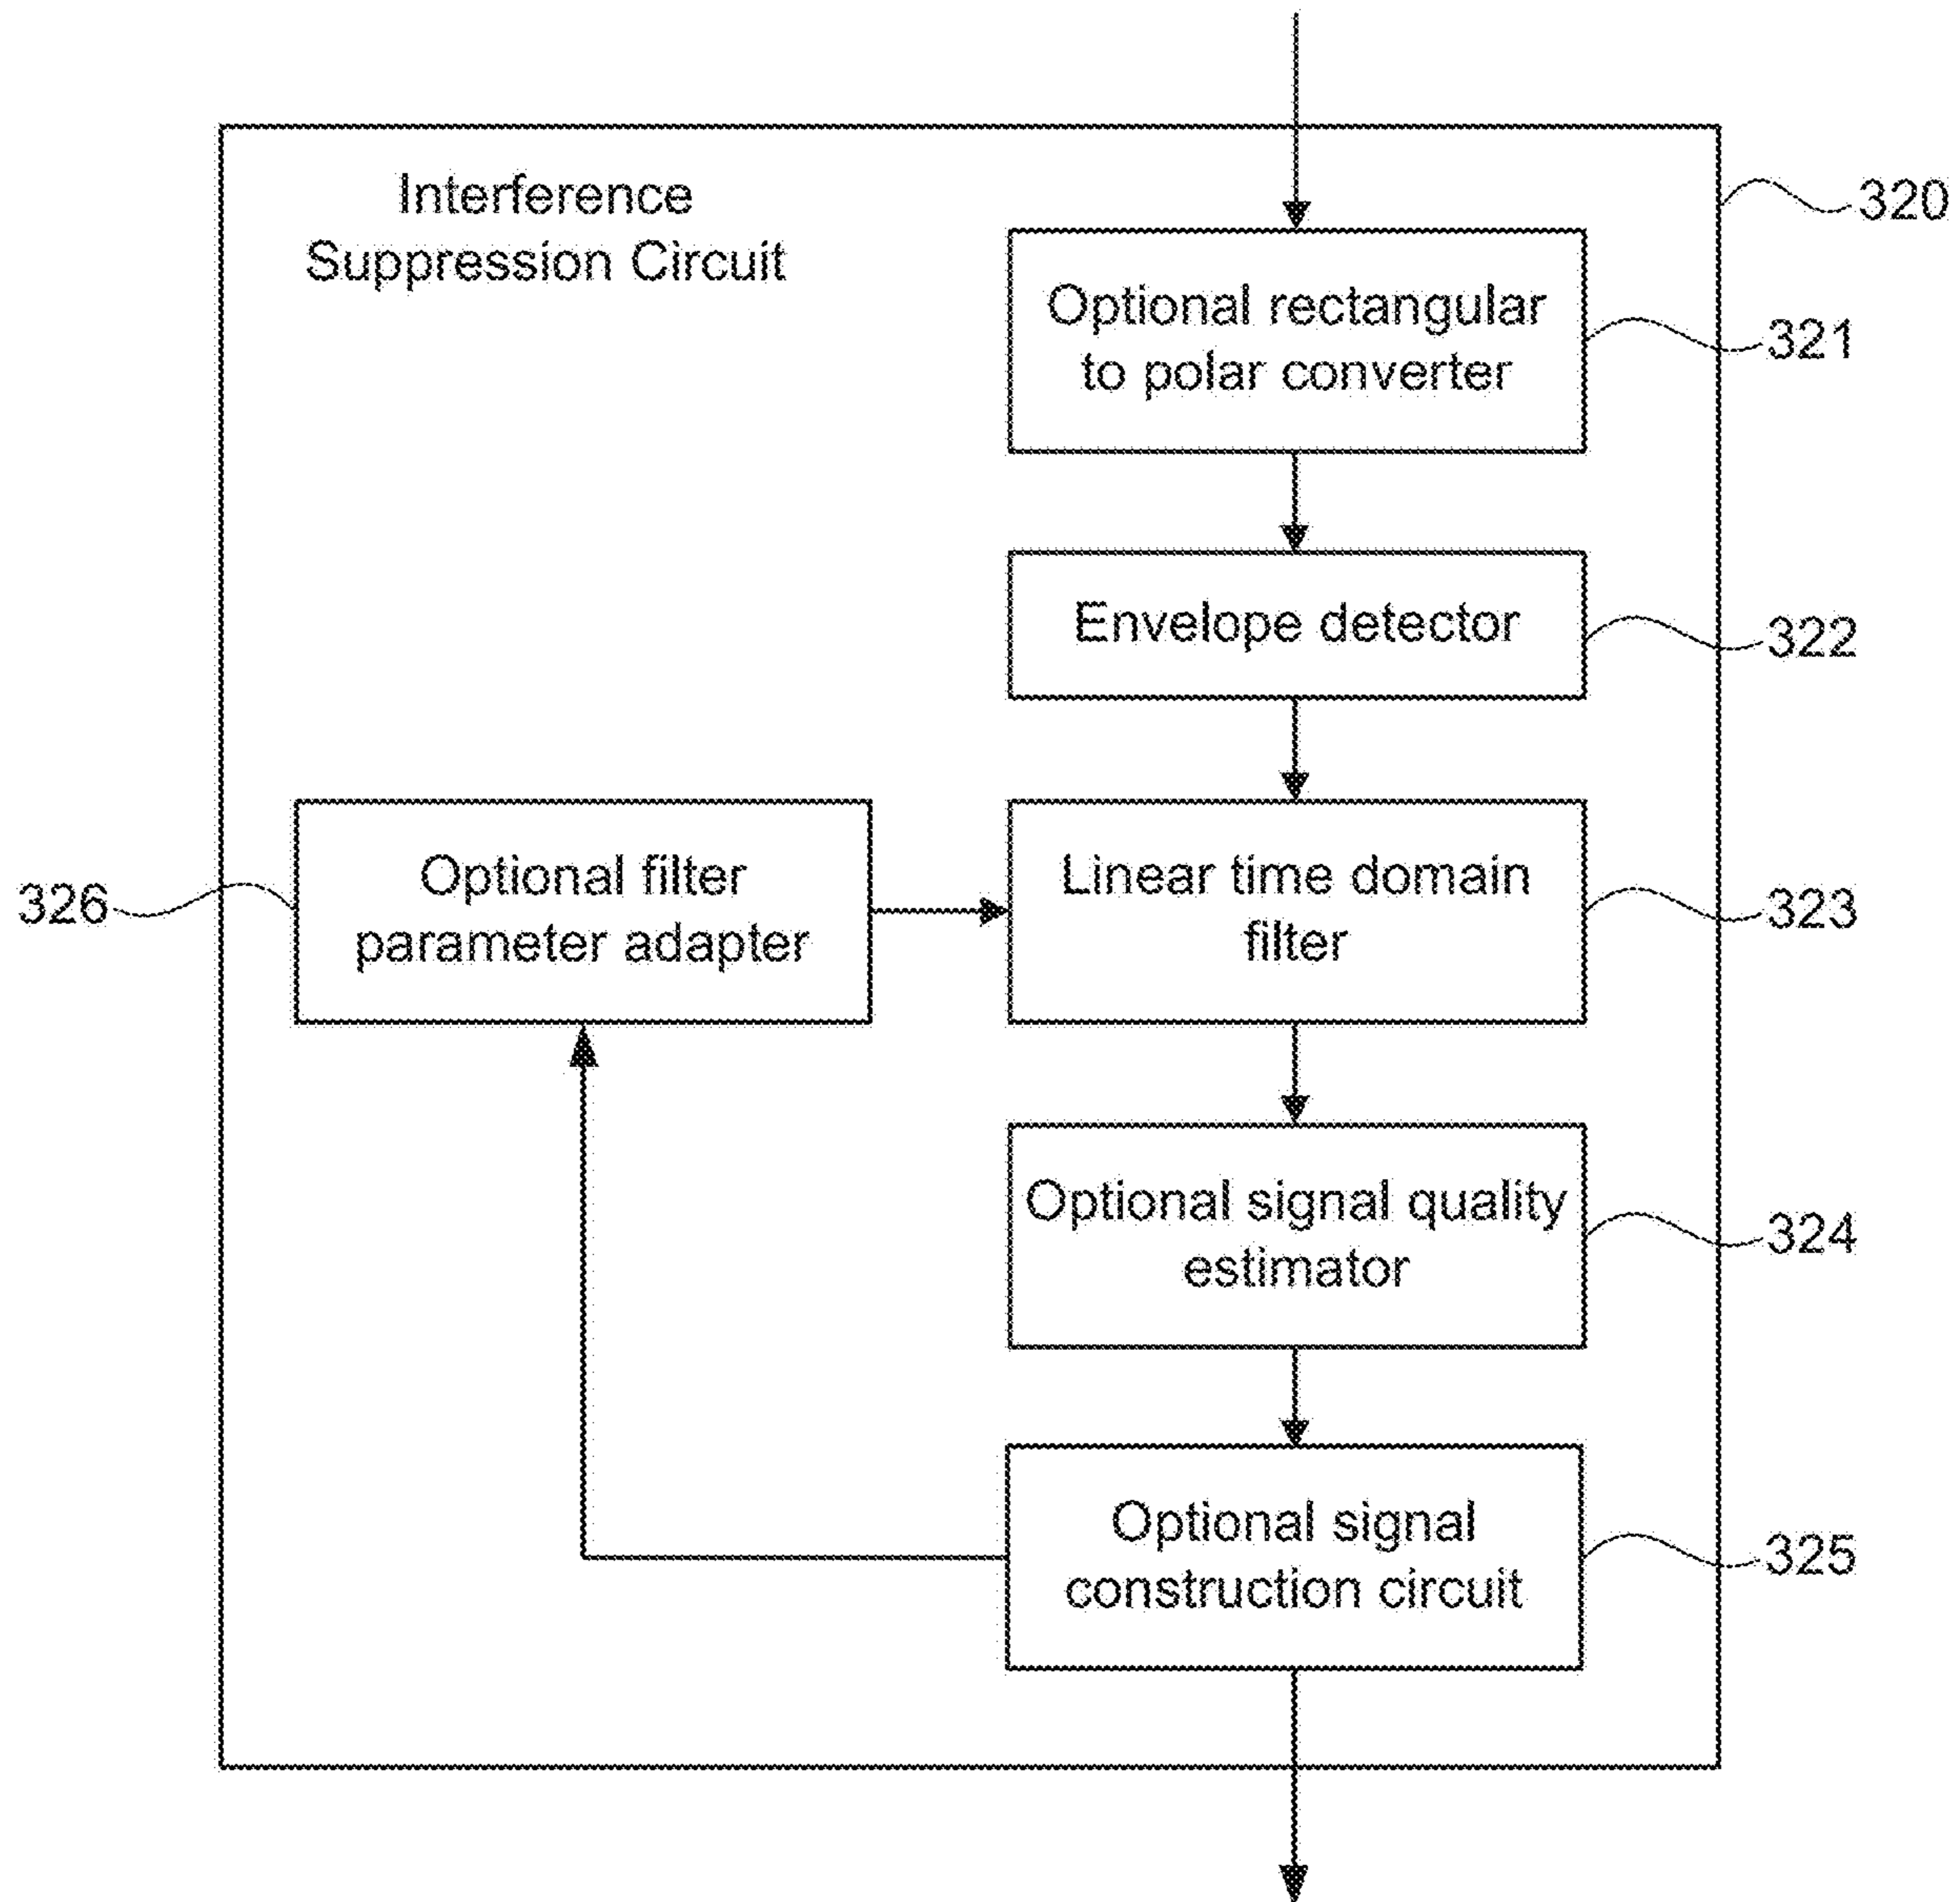 Interference
Suppression Circuit
320
Optional rectangular
to polar converter
321
Envelope detector
322
Optional filter
parameter adapter
326
Linear time domain
filter
323
Optional signal quality
estimator
324
Optional signal
construction circuit
325